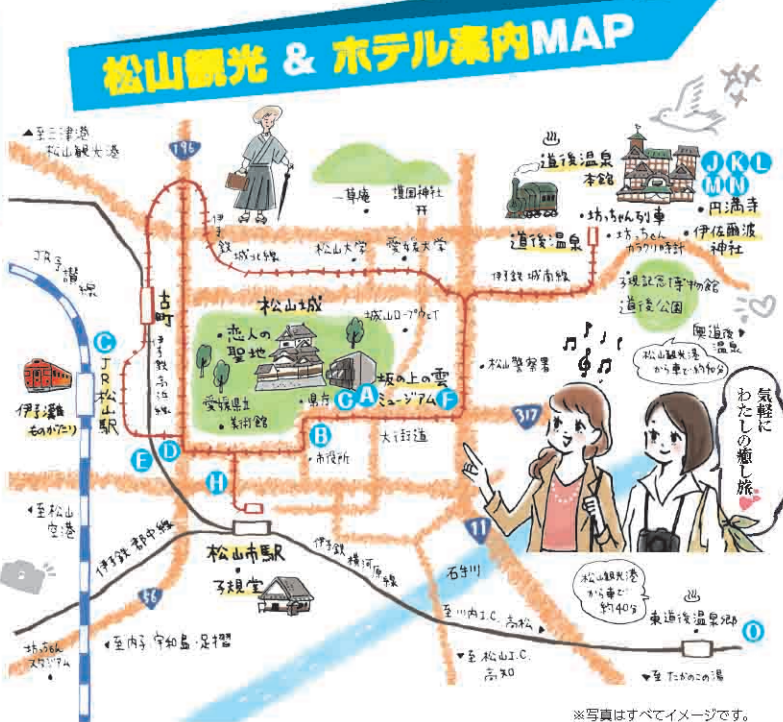 松山観光 & ホテル案内MAP
▲至三津港
松山観光港
196
一草庵
護国神社
道後温泉
本館
J K L
M N
・円満寺
・伊佐爾波
神社
・坊っちゃん列車
・坊っちゃん
カラクリ時計
道後温泉
伊予鉄 城北線
松山大学
愛媛大学
伊予鉄 城南線
子規記念博物館
道後公園
奥道後
温泉
松山観光港
から車で約40分
JR予讃線
古町
伊予鉄高浜線
松山城
・恋人の
聖地
城山ロープウェイ
・松山警察署
C
JR松山駅
伊予灘
ものがたり
愛媛県立
・美術館
・県庁
G A
坂の上の雲
ミュージアム
F
317
気軽に
わたしの癒し旅
B
・市役所
大街道
E D
H
◀至松山
空港
伊予鉄 郡中線
松山市駅
子規堂
伊予鉄
横河原線
石手川
11
56
坊っちゃん
スタジアム
◀至内子・宇和島・足摺
至川内I.C. 高松▶
▼至松山I.C.
高知
松山観光港
から車で
約40分
東道後温泉郷
O
▼至たかのこの湯
※写真はすべてイメージです。